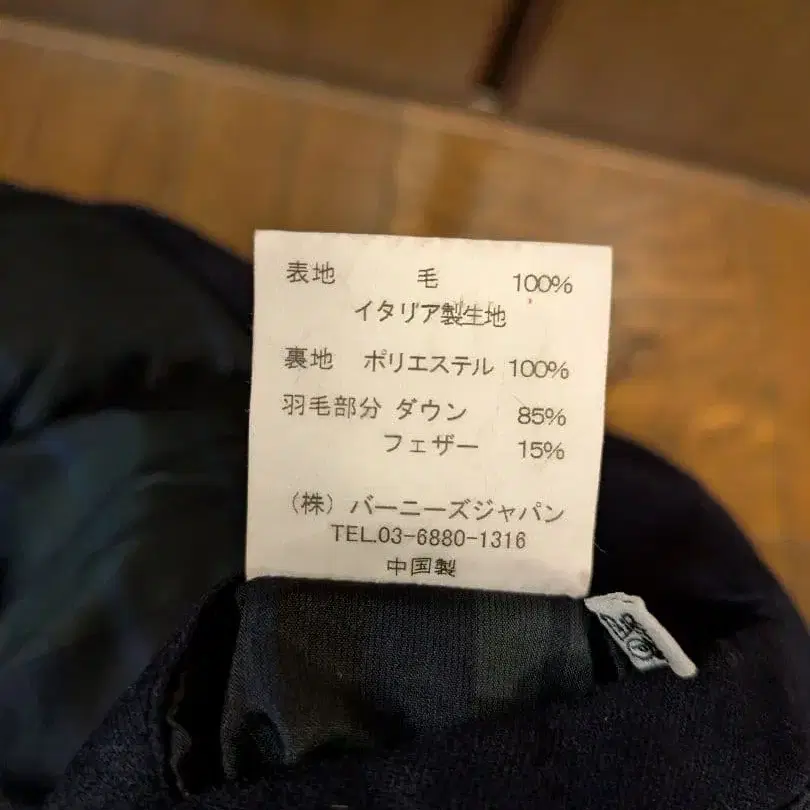 表地 毛 100%
イタリア製生地
裏地 ポリエステル 100%
羽毛部分 ダウン 85%
フェザー 15%
(株) バーニーズジャパン
TEL.03-6880-1316
中国製